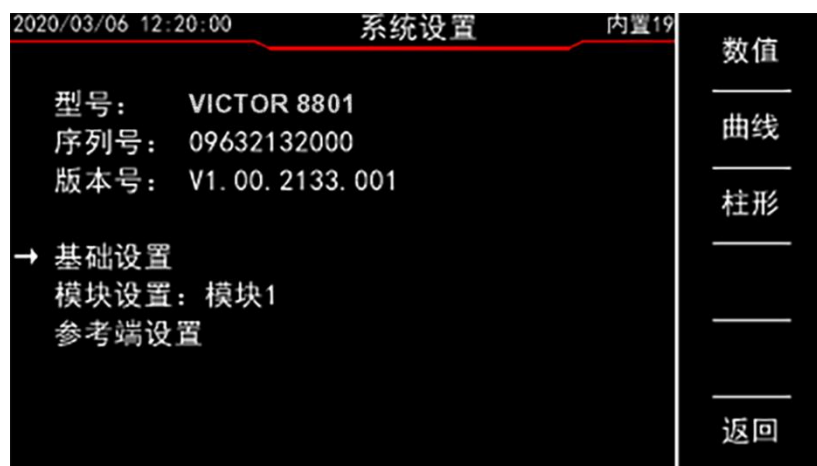 2020/03/06 12:20:00 系统设置 内置19
型号： VICTOR 8801
序列号： 09632132000
版本号： V1.00.2133.001
→ 基础设置
模块设置：模块1
参考端设置
数值
曲线
柱形
返回